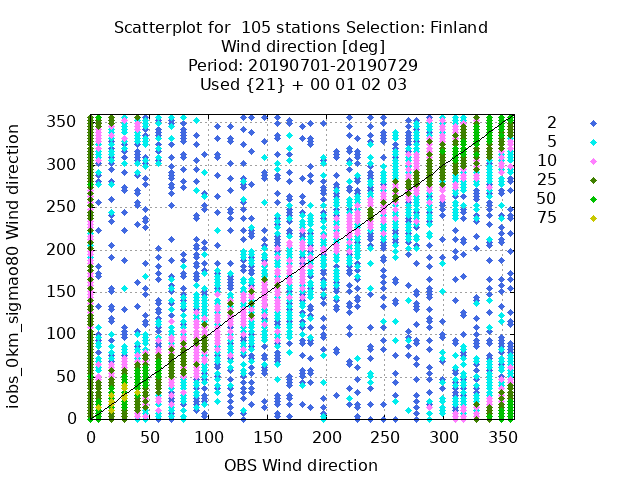 Scatterplot for  105 stations Selection: Finland
Wind direction [deg]
Period: 20190701-20190729
Used {21} + 00 01 02 03
iobs_0km_sigmao80 Wind direction
350
300
250
200
150
100
50
0
0 50 100 150 200 250 300 350
OBS Wind direction
2
5
10
25
50
75